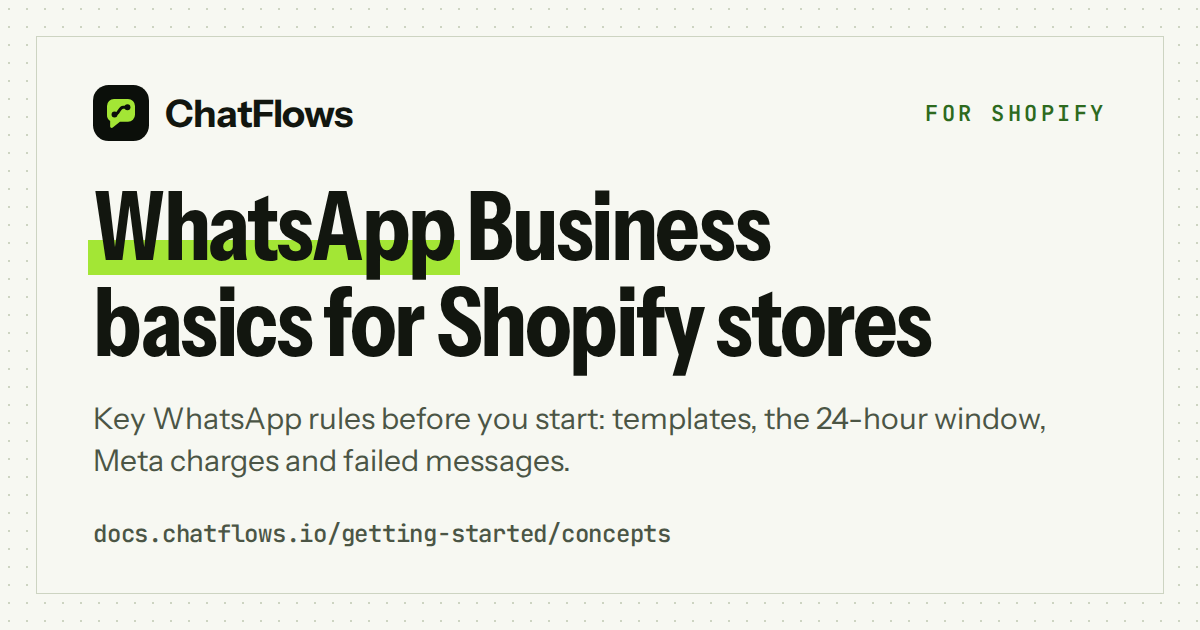 ChatFlows
FOR SHOPIFY
WhatsApp Business
basics for Shopify stores
Key WhatsApp rules before you start: templates, the 24-hour window,
Meta charges and failed messages.
docs.chatflows.io/getting-started/concepts